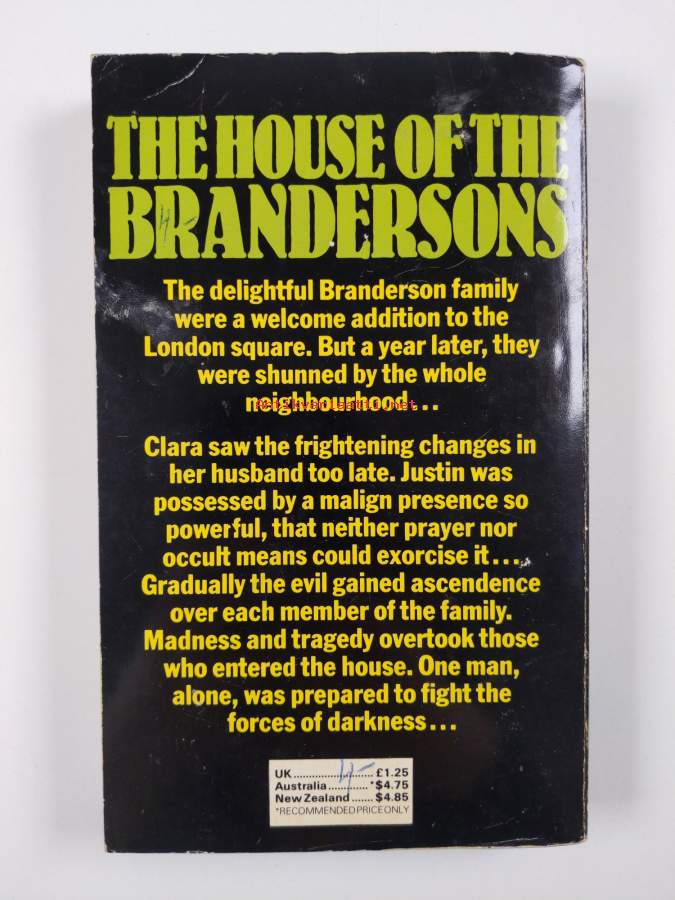 THE HOUSE OF THE
BRANDERSONS
The delightful Branderson family
were a welcome addition to the
London square. But a year later, they
were shunned by the whole
neighbourhood...
Antikvariaatti.net
Clara saw the frightening changes in
her husband too late. Justin was
possessed by a malign presence so
powerful, that neither prayer nor
occult means could exorcise it...
Gradually the evil gained ascendence
over each member of the family.
Madness and tragedy overtook those
who entered the house. One man,
alone, was prepared to fight the
forces of darkness...
UK ........................ £1.25
Australia ............ *$4.75
New Zealand ....... $4.85
*RECOMMENDED PRICE ONLY